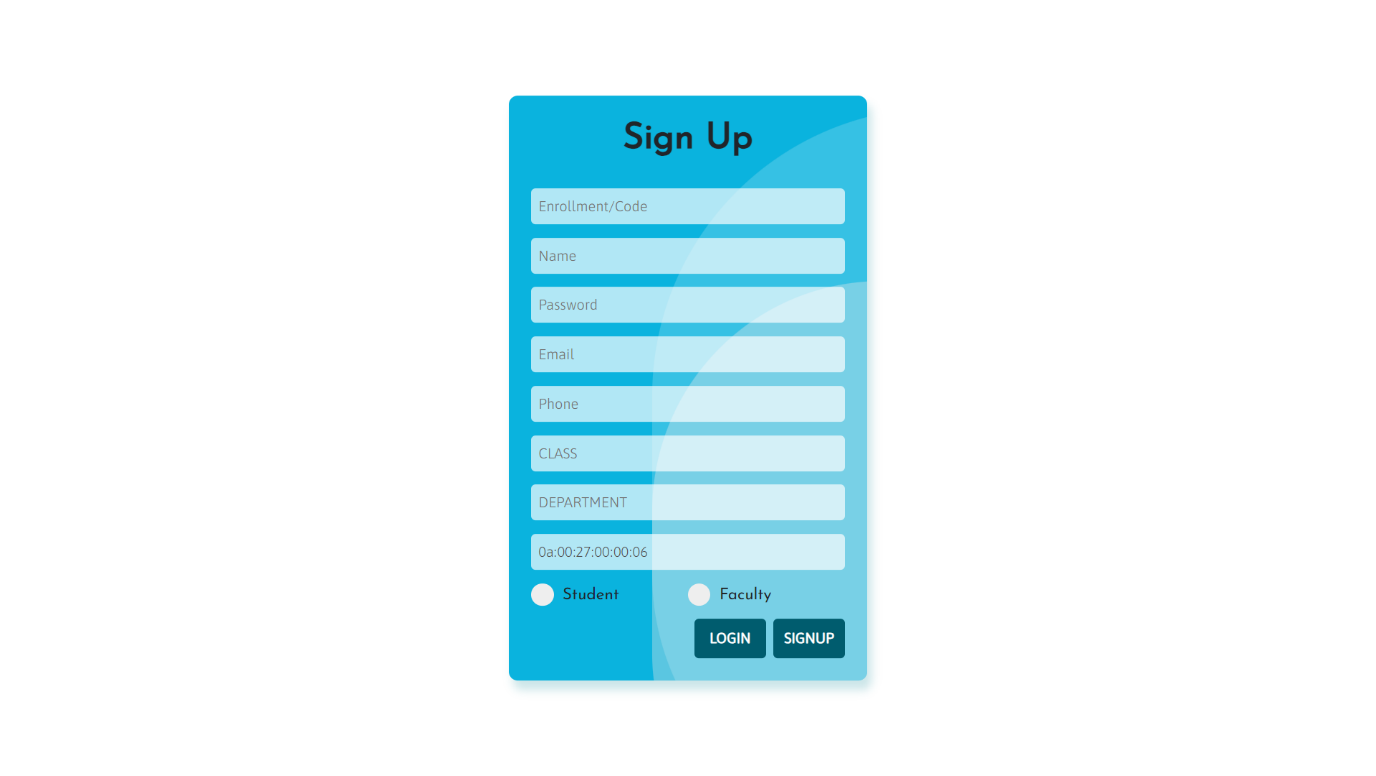 Sign Up
Enrollment/Code
Name
Password
Email
Phone
CLASS
DEPARTMENT
0a:00:27:00:00:06
Student Faculty
LOGIN SIGNUP